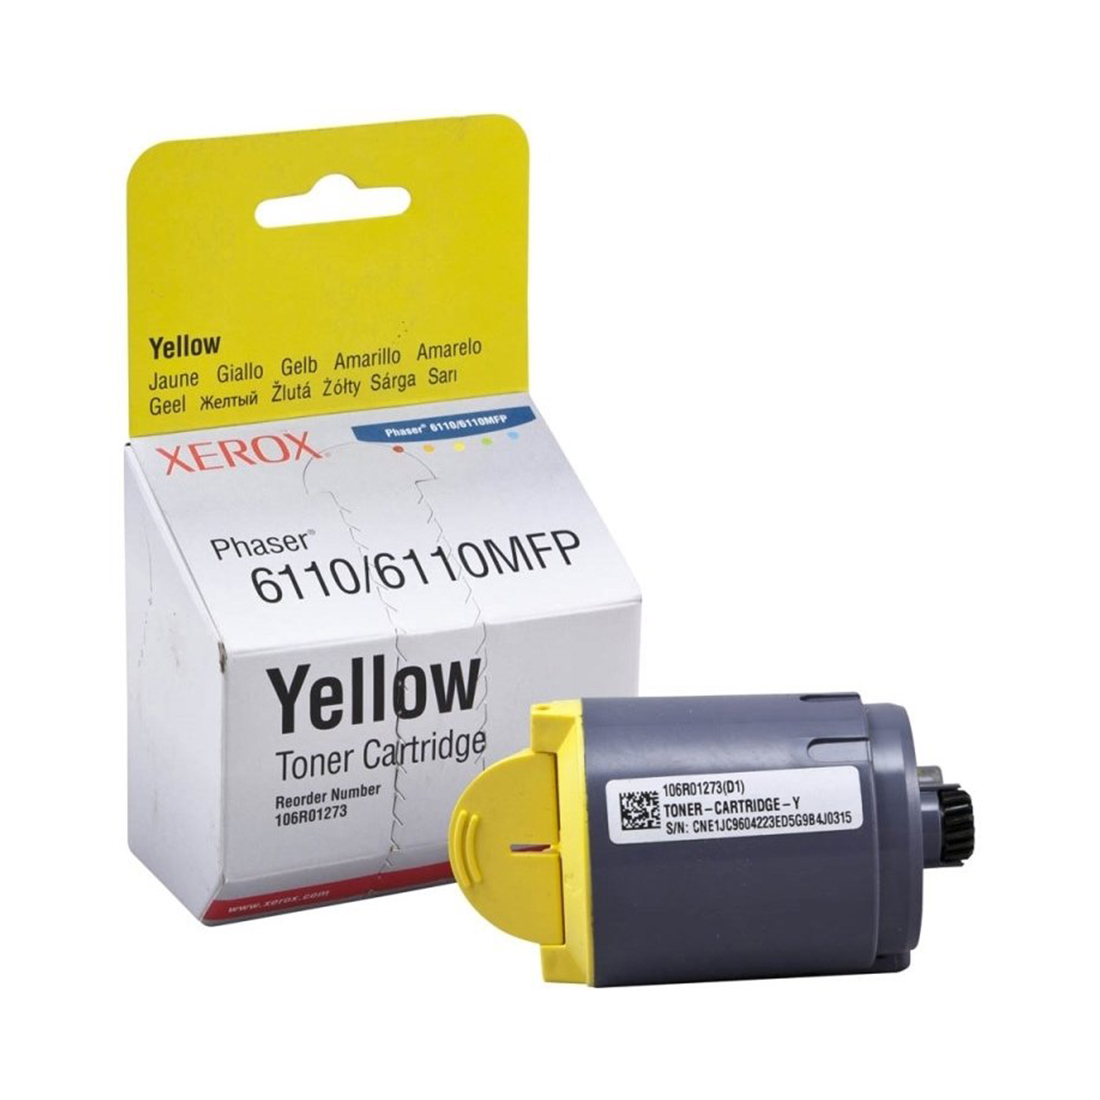 Yellow
Jaune Giallo Gelb Amarillo Amarelo
Geel Желтый Žlutá Żółty Sárga Sarı
XEROX
Phaser® 6110/6110MFP
Phaser®
6110/6110MFP
Yellow
Toner Cartridge
Reorder Number
106R01273
www.xerox.com
106R01273(D1)
TONER-CARTRIDGE-Y
S/N: CNE1JC9604223ED5G9B4J0315